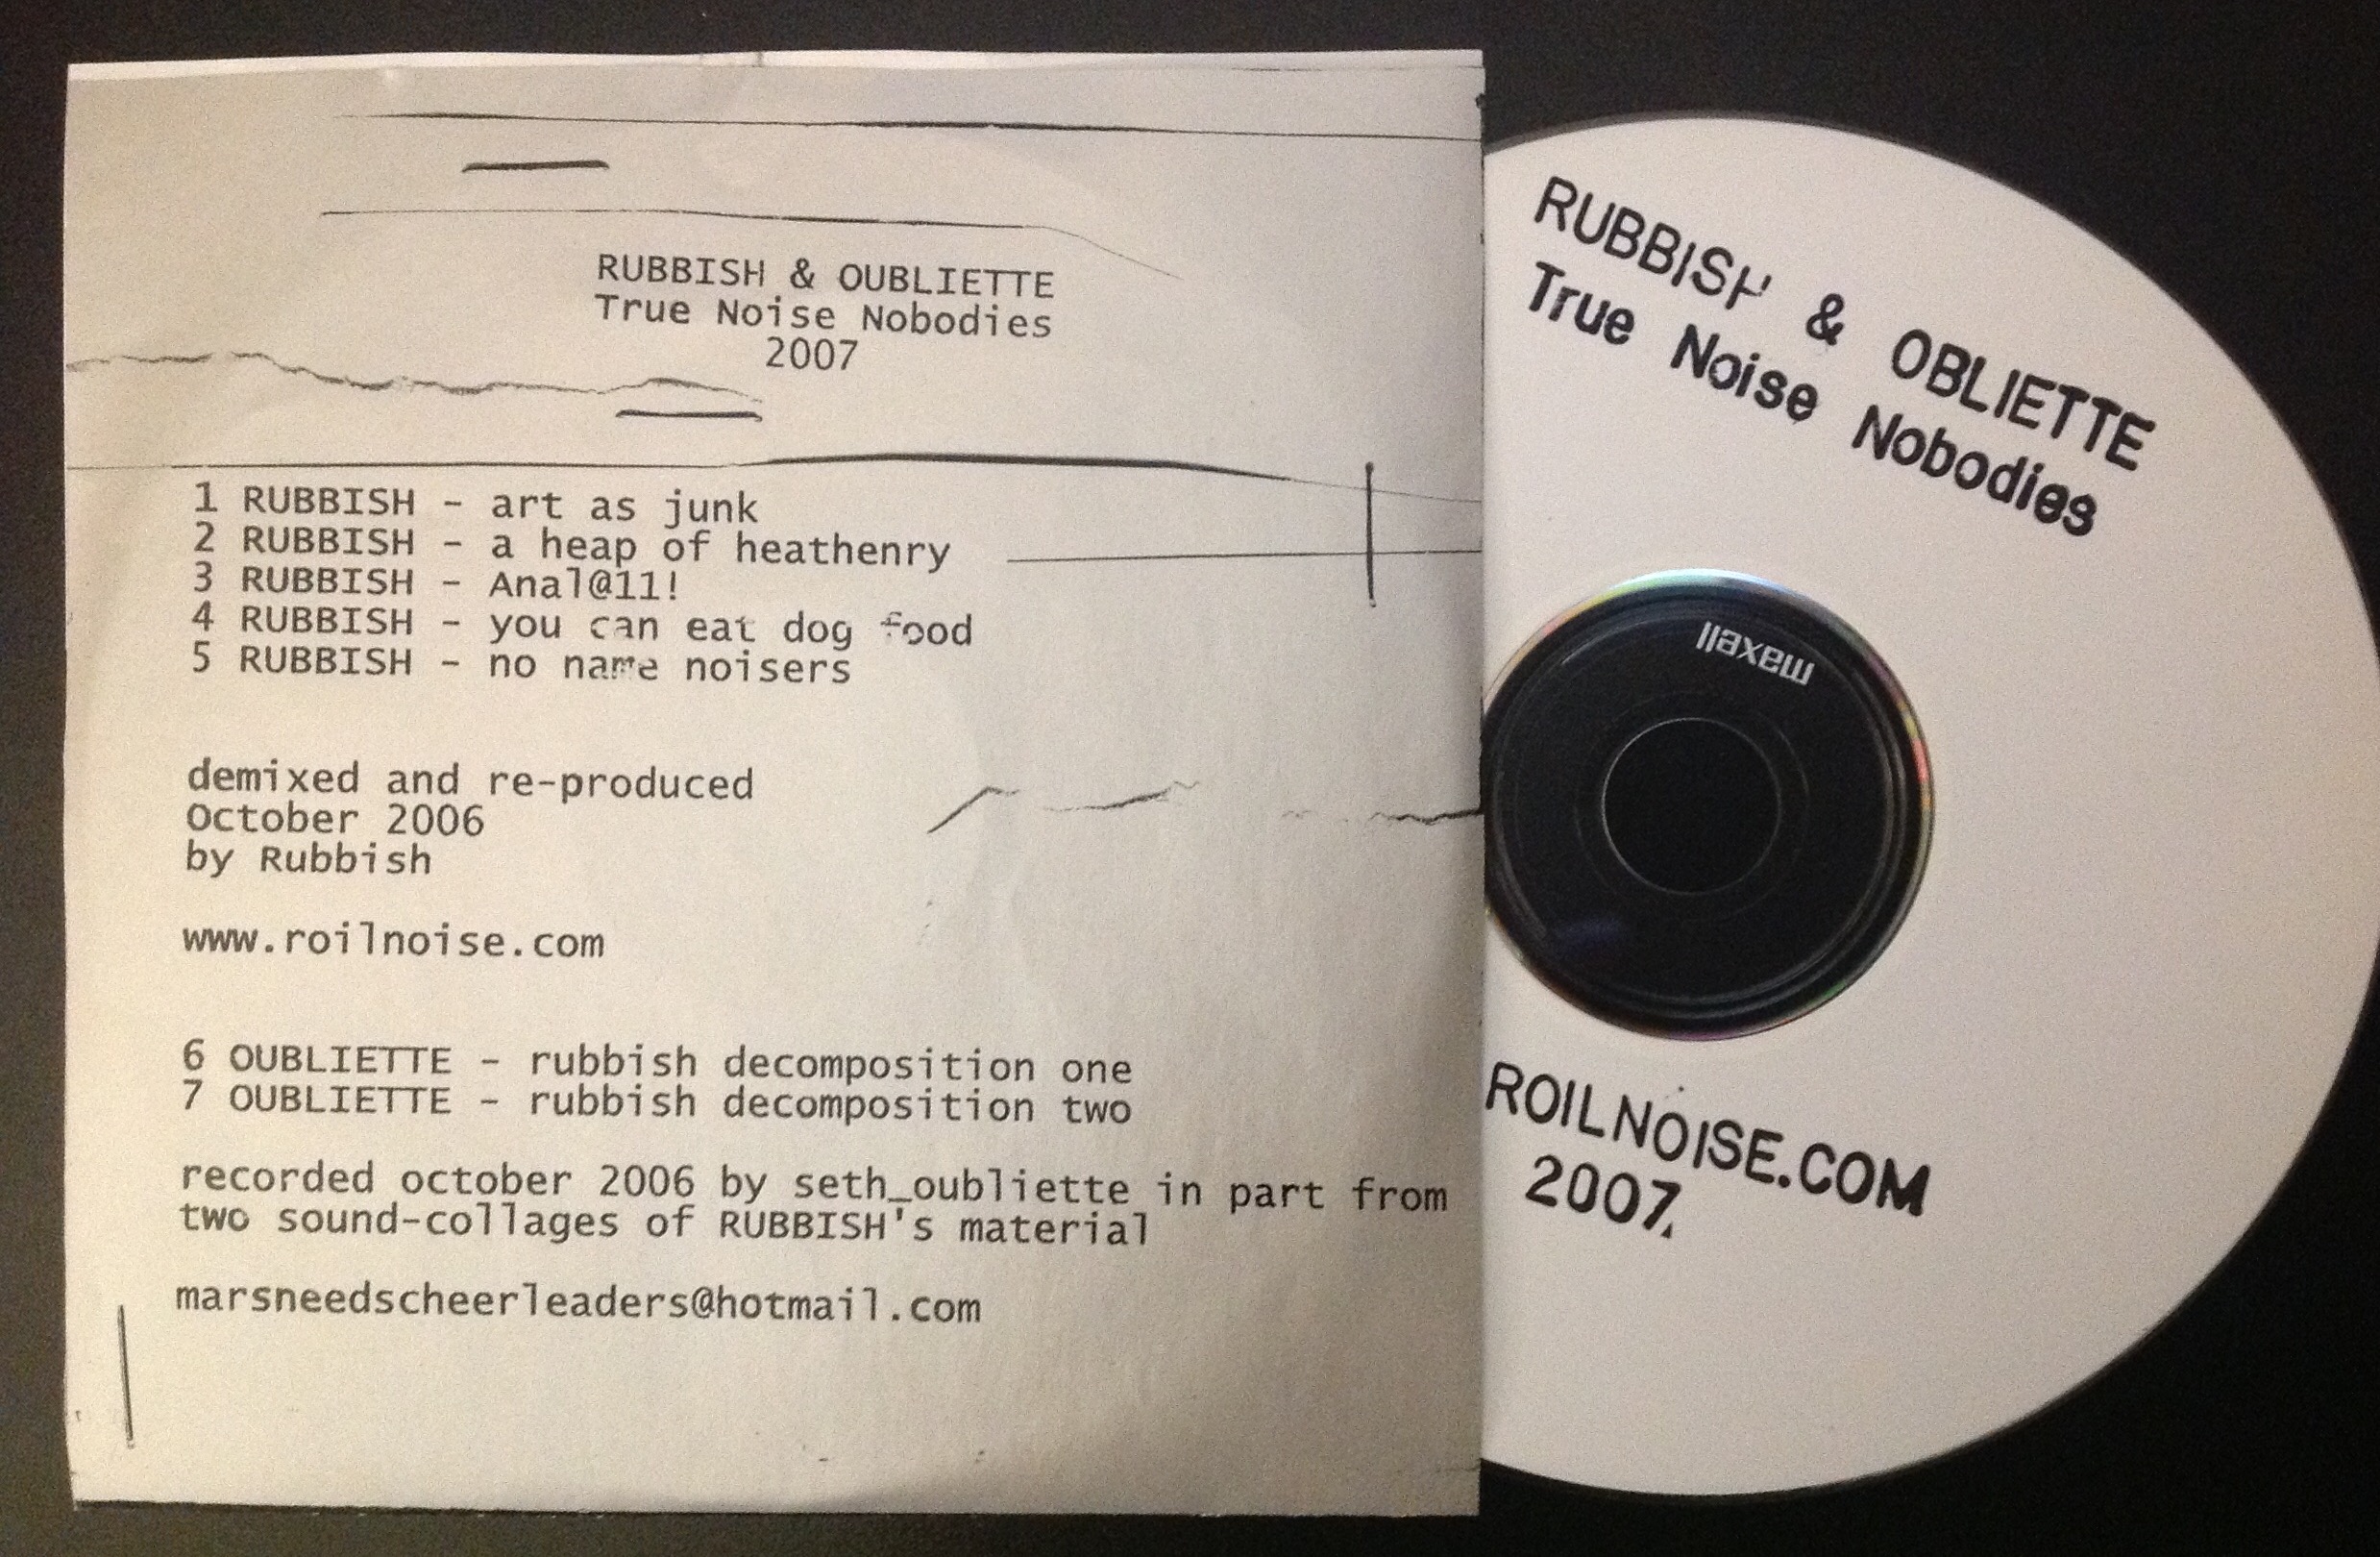 RUBBISH & OUBLIETTE
True Noise Nobodies
2007
1 RUBBISH - art as junk
2 RUBBISH - a heap of heathenry
3 RUBBISH - Anal@11!
4 RUBBISH - you can eat dog food
5 RUBBISH - no name noisers
demixed and re-produced
October 2006
by Rubbish
www.roilnoise.com
6 OUBLIETTE - rubbish decomposition one
7 OUBLIETTE - rubbish decomposition two
recorded october 2006 by seth_oubliette in part from
two sound-collages of RUBBISH's material
marsneedscheerleaders@hotmail.com
RUBBISH & OBLIETTE
True Noise Nobodies
maxell
ROILNOISE.COM
2007.